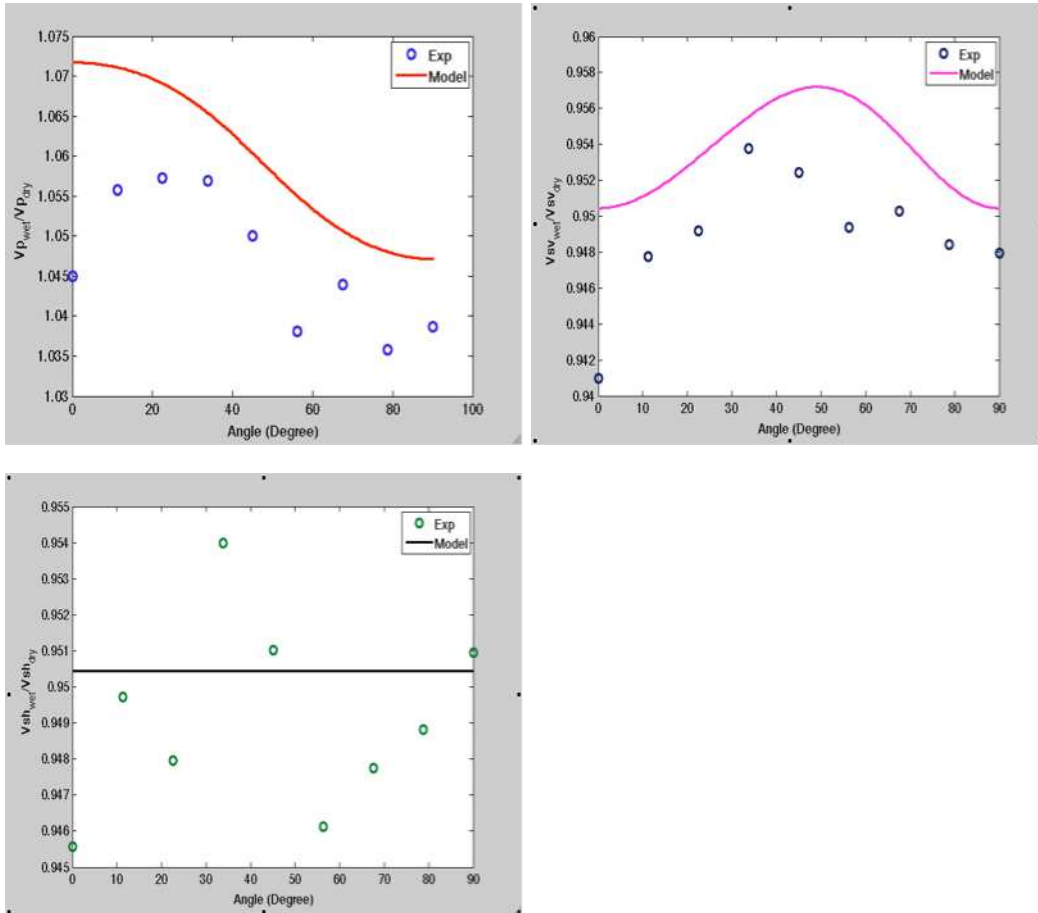 1.075
1.07
1.065
1.06
1.055
1.05
1.045
1.04
1.035
1.03
Vp_wet/Vp_dry
0 20 40 60 80 100
Angle (Degree)
Exp
Model
0.96
0.958
0.956
0.954
0.952
0.95
0.948
0.946
0.944
0.941
0.94
Vsv_wet/Vsv_dry
0 10 20 30 40 50 60 70 80 90
Angle (Degree)
Exp
Model
0.955
0.954
0.953
0.952
0.951
0.95
0.949
0.948
0.947
0.946
0.945
Vsh_wet/Vsh_dry
0 10 20 30 40 50 60 70 80 90
Angle (Degree)
Exp
Model